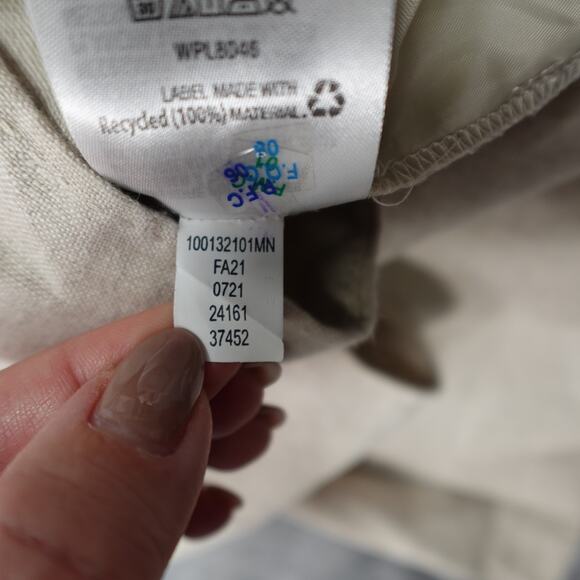 WPL8046
LABEL MADE WITH
Recycled (100%) MATERIAL.
100132101MN
FA21
0721
24161
37452